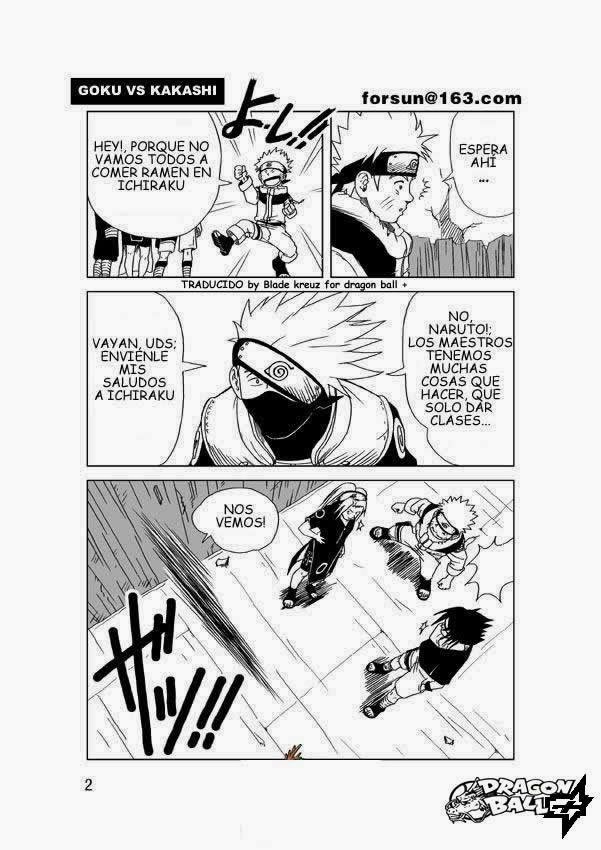 GOKU VS KAKASHI
forsun@163.com
よし!!
HEY!, PORQUE NO
VAMOS TODOS A
COMER RAMEN EN
ICHIRAKU
ESPERA
AHÍ
...
TRADUCIDO by Blade kreuz for dragon ball +
VAYAN, UDS;
ENVIÉNLE
MIS
SALUDOS
A ICHIRAKU
NO,
NARUTO!;
LOS MAESTROS
TENEMOS
MUCHAS
COSAS QUE
HACER, QUE
SOLO DAR
CLASES...
NOS
VEMOS!
ザッ!!
2
DRAGON
BALL